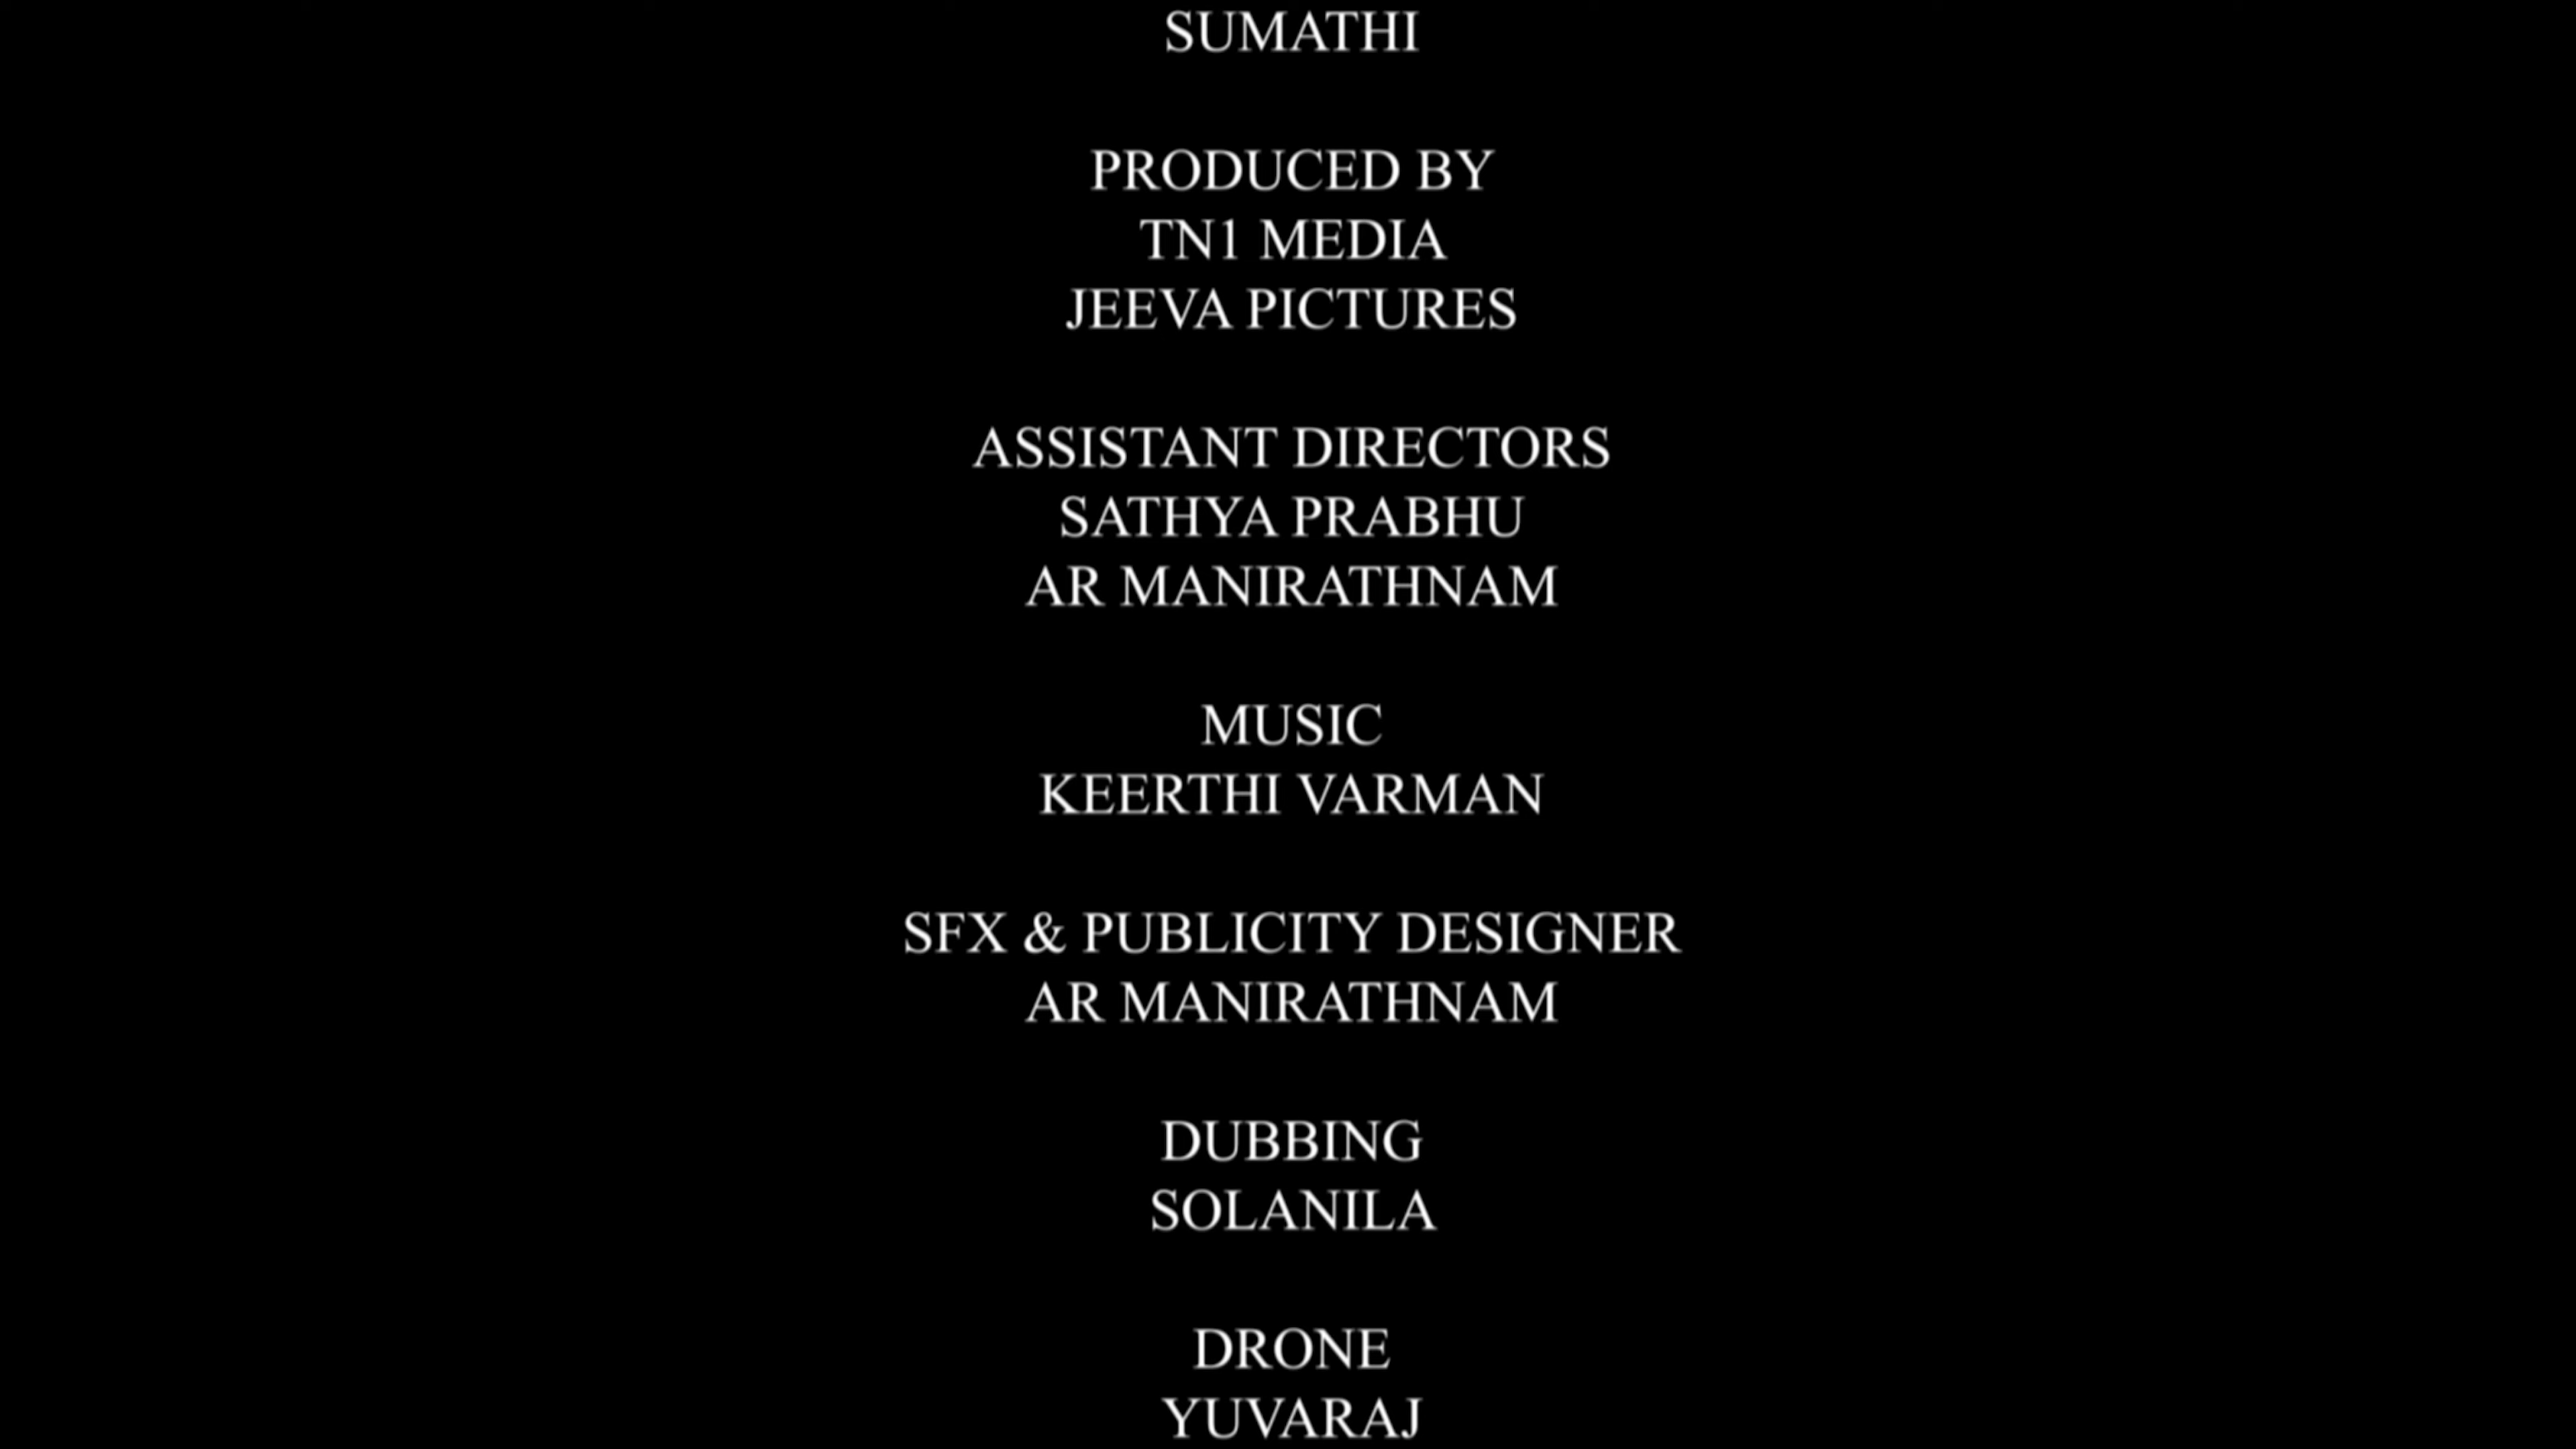 SUMATHI
PRODUCED BY
TN1 MEDIA
JEEVA PICTURES
ASSISTANT DIRECTORS
SATHYA PRABHU
AR MANIRATHNAM
MUSIC
KEERTHI VARMAN
SFX & PUBLICITY DESIGNER
AR MANIRATHNAM
DUBBING
SOLANILA
DRONE
YUVARAJ